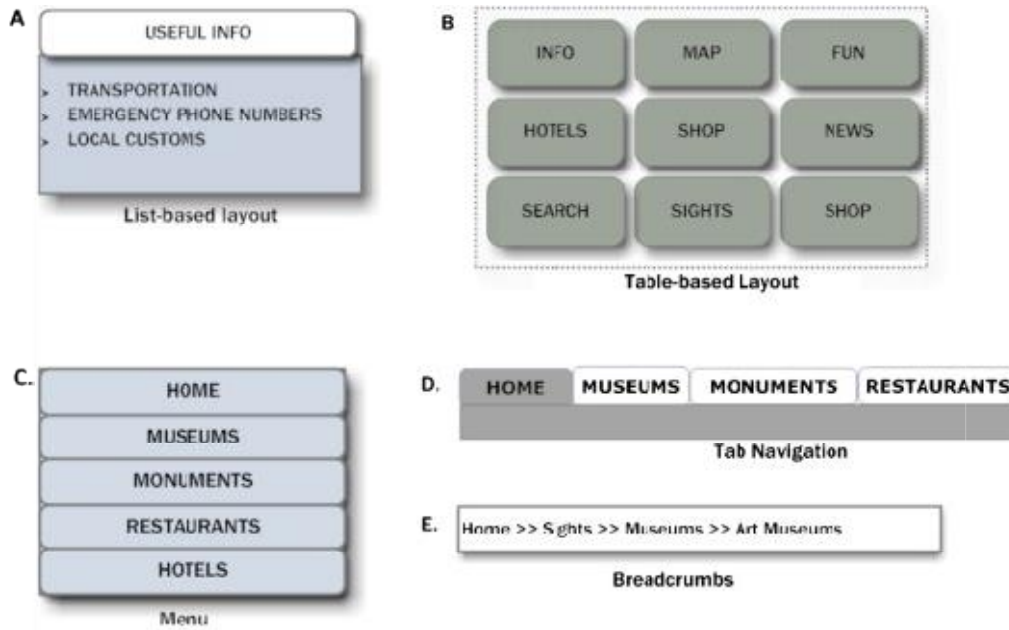 A
USEFUL INFO
TRANSPORTATION
EMERGENCY PHONE NUMBERS
LOCAL CUSTOMS
List-based layout
B
INFO MAP FUN
HOTELS SHOP NEWS
SEARCH SIGHTS SHOP
Table-based Layout
C.
HOME
MUSEUMS
MONUMENTS
RESTAURANTS
HOTELS
Menu
D.
HOME MUSEUMS MONUMENTS RESTAURANTS
Tab Navigation
E.
Home >> Sights >> Museums >> Art Museums
Breadcrumbs